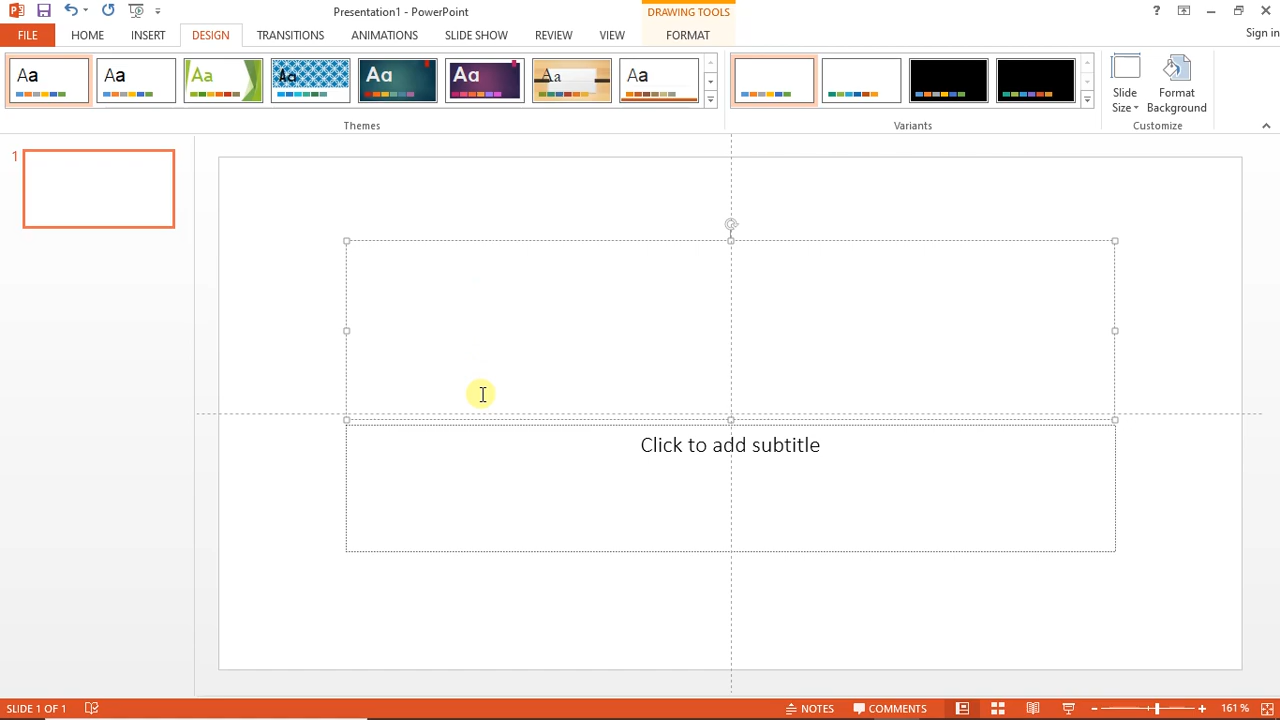 Presentation1 - PowerPoint
DRAWING TOOLS
?
Sign in
FILE
HOME
INSERT
DESIGN
TRANSITIONS
ANIMATIONS
SLIDE SHOW
REVIEW
VIEW
FORMAT
Aa
Aa
Aa
Aa
Aa
Aa
Aa
Aa
Slide
Size
Format
Background
Themes
Variants
Customize
1
Click to add subtitle
SLIDE 1 OF 1
NOTES
COMMENTS
161 %